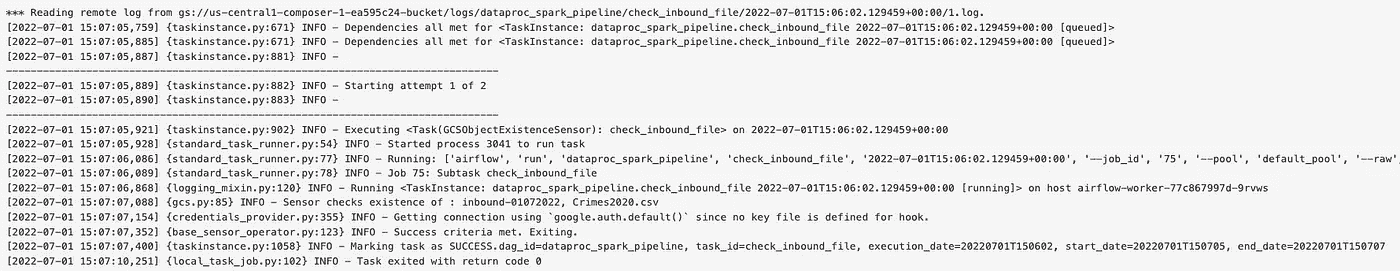 *** Reading remote log from gs://us-central1-composer-1-ea595c24-bucket/logs/dataproc_spark_pipeline/check_inbound_file/2022-07-01T15:06:02.129459+00:00/1.log.
[2022-07-01 15:07:05,759] {taskinstance.py:671} INFO - Dependencies all met for <TaskInstance: dataproc_spark_pipeline.check_inbound_file 2022-07-01T15:06:02.129459+00:00 [queued]>
[2022-07-01 15:07:05,885] {taskinstance.py:671} INFO - Dependencies all met for <TaskInstance: dataproc_spark_pipeline.check_inbound_file 2022-07-01T15:06:02.129459+00:00 [queued]>
[2022-07-01 15:07:05,887] {taskinstance.py:881} INFO -
--------------------------------------------------------------------------------
[2022-07-01 15:07:05,889] {taskinstance.py:882} INFO - Starting attempt 1 of 2
[2022-07-01 15:07:05,890] {taskinstance.py:883} INFO -
--------------------------------------------------------------------------------
[2022-07-01 15:07:05,921] {taskinstance.py:902} INFO - Executing <Task(GCSObjectExistenceSensor): check_inbound_file> on 2022-07-01T15:06:02.129459+00:00
[2022-07-01 15:07:05,928] {standard_task_runner.py:54} INFO - Started process 3041 to run task
[2022-07-01 15:07:06,086] {standard_task_runner.py:77} INFO - Running: ['airflow', 'run', 'dataproc_spark_pipeline', 'check_inbound_file', '2022-07-01T15:06:02.129459+00:00', '--job_id', '75', '--pool', 'default_pool', '--raw',
[2022-07-01 15:07:06,089] {standard_task_runner.py:78} INFO - Job 75: Subtask check_inbound_file
[2022-07-01 15:07:06,868] {logging_mixin.py:120} INFO - Running <TaskInstance: dataproc_spark_pipeline.check_inbound_file 2022-07-01T15:06:02.129459+00:00 [running]> on host airflow-worker-77c867997d-9rvws
[2022-07-01 15:07:07,088] {gcs.py:85} INFO - Sensor checks existence of : inbound-01072022, Crimes2020.csv
[2022-07-01 15:07:07,154] {credentials_provider.py:355} INFO - Getting connection using `google.auth.default()` since no key file is defined for hook.
[2022-07-01 15:07:07,352] {base_sensor_operator.py:123} INFO - Success criteria met. Exiting.
[2022-07-01 15:07:07,400] {taskinstance.py:1058} INFO - Marking task as SUCCESS.dag_id=dataproc_spark_pipeline, task_id=check_inbound_file, execution_date=20220701T150602, start_date=20220701T150705, end_date=20220701T150707
[2022-07-01 15:07:10,251] {local_task_job.py:102} INFO - Task exited with return code 0